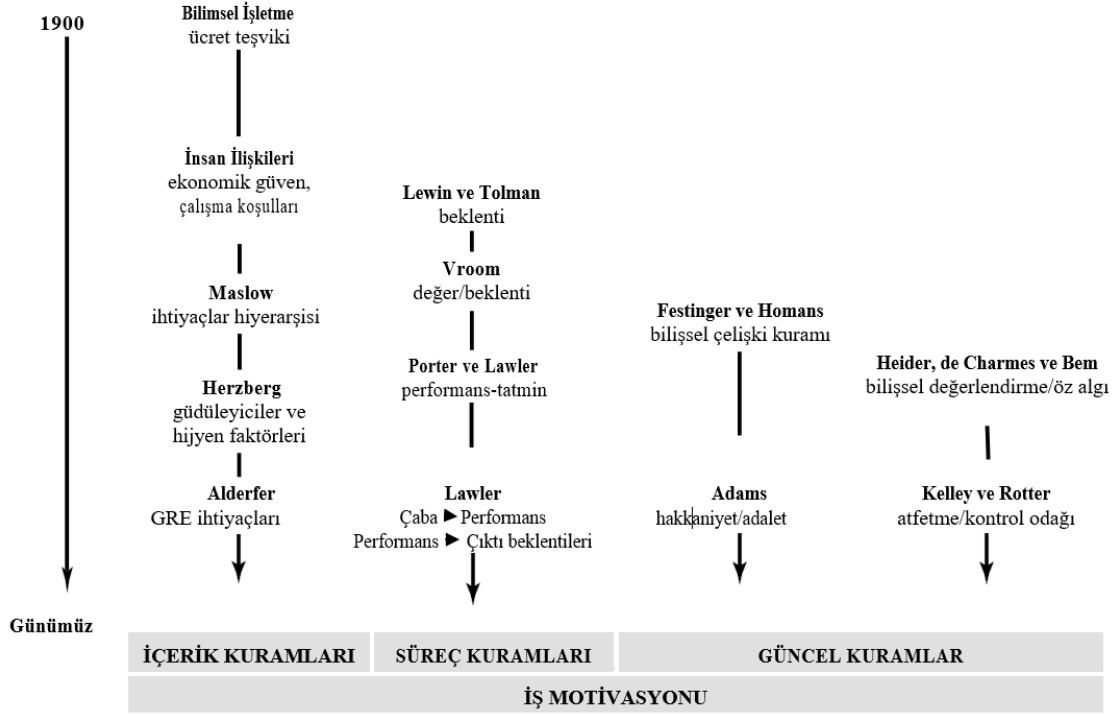 1900
Günümüz
Bilimsel İşletme
ücret teşviki
İnsan İlişkileri
ekonomik güven,
çalışma koşulları
Maslow
ihtiyaçlar hiyerarşisi
Herzberg
güdüleyiciler ve
hijyen faktörleri
Alderfer
GRE ihtiyaçları
Lewin ve Tolman
beklenti
Vroom
değer/beklenti
Porter ve Lawler
performans-tatmin
Lawler
Çaba ► Performans
Performans ► Çıktı beklentileri
Festinger ve Homans
bilişsel çelişki kuramı
Adams
hakkaniyet/adalet
Heider, de Charmes ve Bem
bilişsel değerlendirme/öz algı
Kelley ve Rotter
atfetme/kontrol odağı
İÇERİK KURAMLARI
SÜREÇ KURAMLARI
GÜNCEL KURAMLAR
İŞ MOTİVASYONU